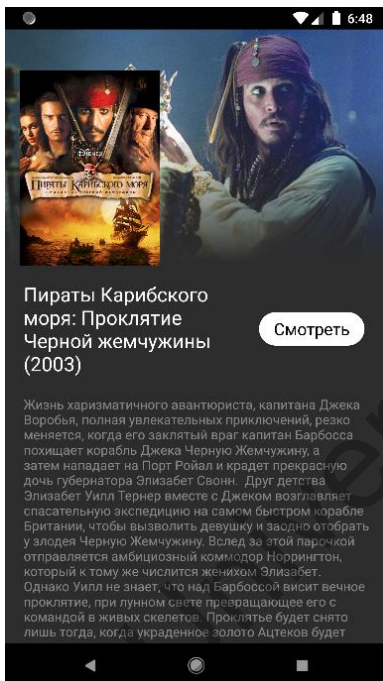 6:48
Disney
ПИРАТЫ КАРИБСКОГО МОРЯ
Пираты Карибского
моря: Проклятие
Черной жемчужины
(2003)
Смотреть
Жизнь харизматичного авантюриста, капитана Джека
Воробья, полная увлекательных приключений, резко
меняется, когда его заклятый враг капитан Барбосса
похищает корабль Джека Черную Жемчужину, а
затем нападает на Порт Ройал и крадет прекрасную
дочь губернатора Элизабет Свонн.  Друг детства
Элизабет Уилл Тернер вместе с Джеком возглавляет
спасательную экспедицию на самом быстром корабле
Британии, чтобы вызволить девушку и заодно отобрать
у злодея Черную Жемчужину. Вслед за этой парочкой
отправляется амбициозный коммодор Норрингтон,
который к тому же числится женихом Элизабет.
Однако Уилл не знает, что над Барбоссой висит вечное
проклятие, при лунном свете превращающее его с
командой в живых скелетов. Проклятье будет снято
лишь тогда, когда украденное золото Ацтеков будет